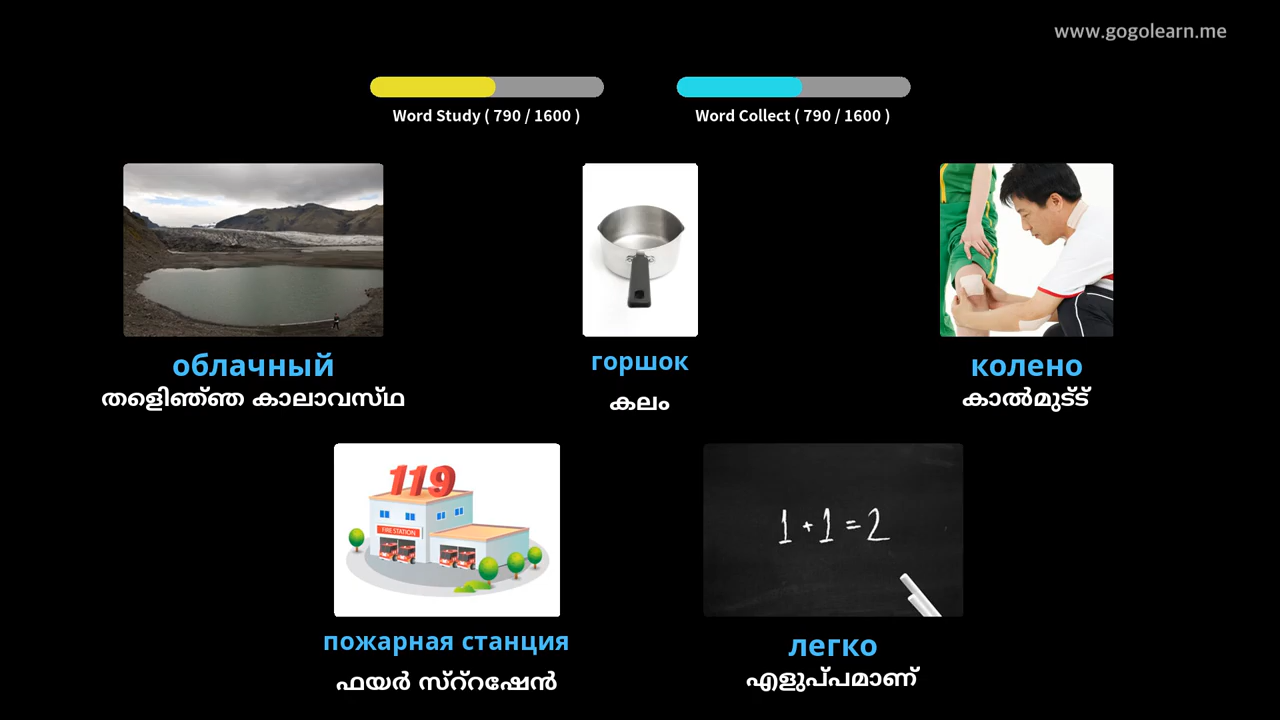 www.gogolearn.me
Word Study ( 790 / 1600 )
Word Collect ( 790 / 1600 )
облачный
തളെിഞ്ഞ കാലാവസ്ഥ
горшок
കലം
колено
കാൽമുട്ട്
119
FIRE STATION
пожарная станция
ഫയർ സ്റ്റഷേൻ
1 + 1 = 2
легко
എളുപ്പമാണ്